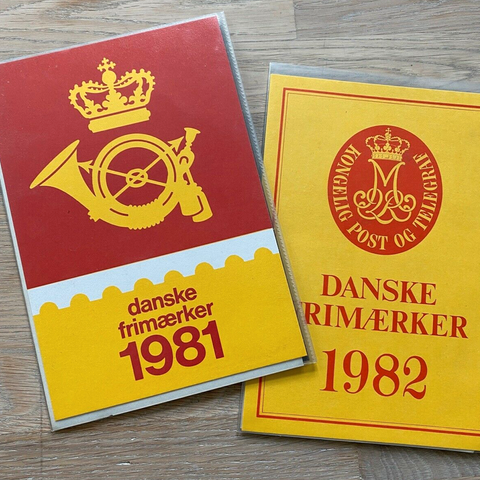 danske
frimærker
1981
KONGELIG POST OG TELEGRAF
DANSKE
FRIMÆRKER
1982